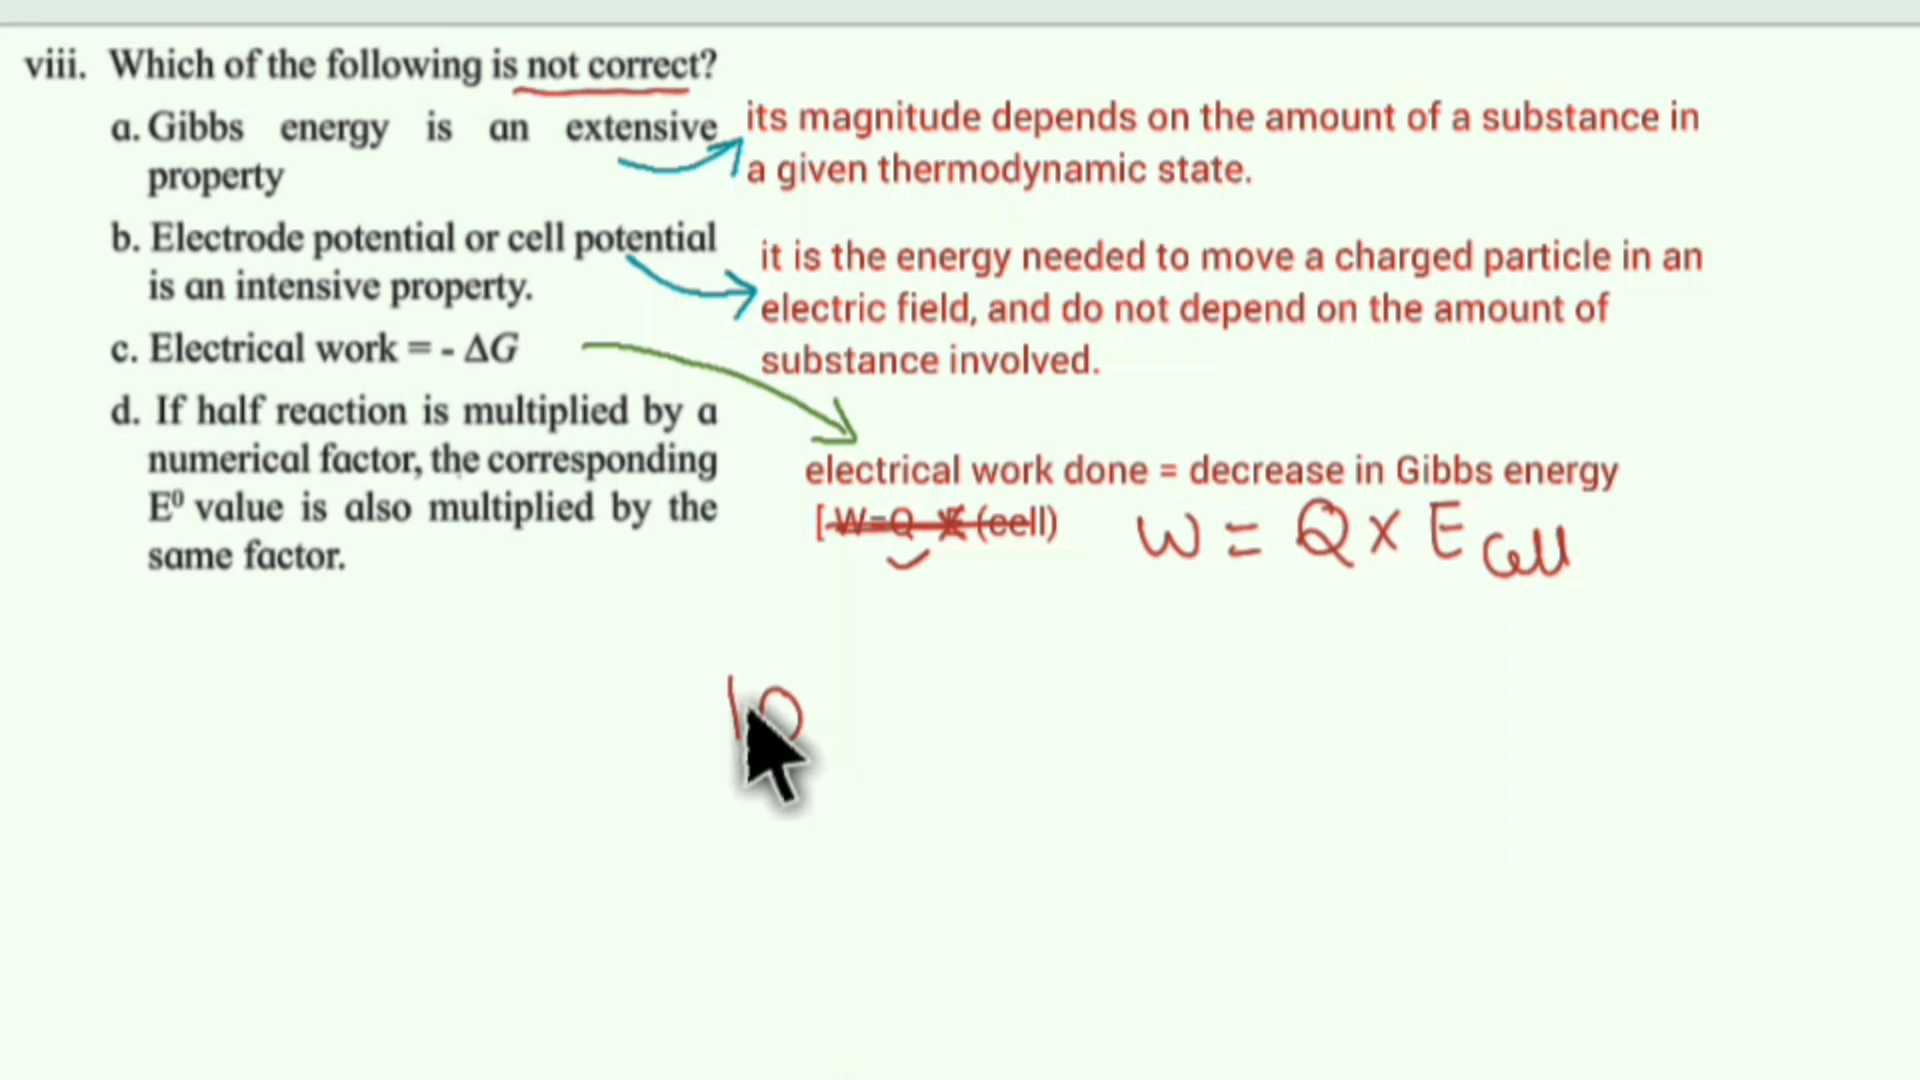 viii. Which of the following is not correct?
a. Gibbs energy is an extensive
property
its magnitude depends on the amount of a substance in
a given thermodynamic state.
b. Electrode potential or cell potential
is an intensive property.
it is the energy needed to move a charged particle in an
electric field, and do not depend on the amount of
substance involved.
c. Electrical work = - ΔG
d. If half reaction is multiplied by a
numerical factor, the corresponding
E⁰ value is also multiplied by the
same factor.
electrical work done = decrease in Gibbs energy
(cell)
W = Q x E cell